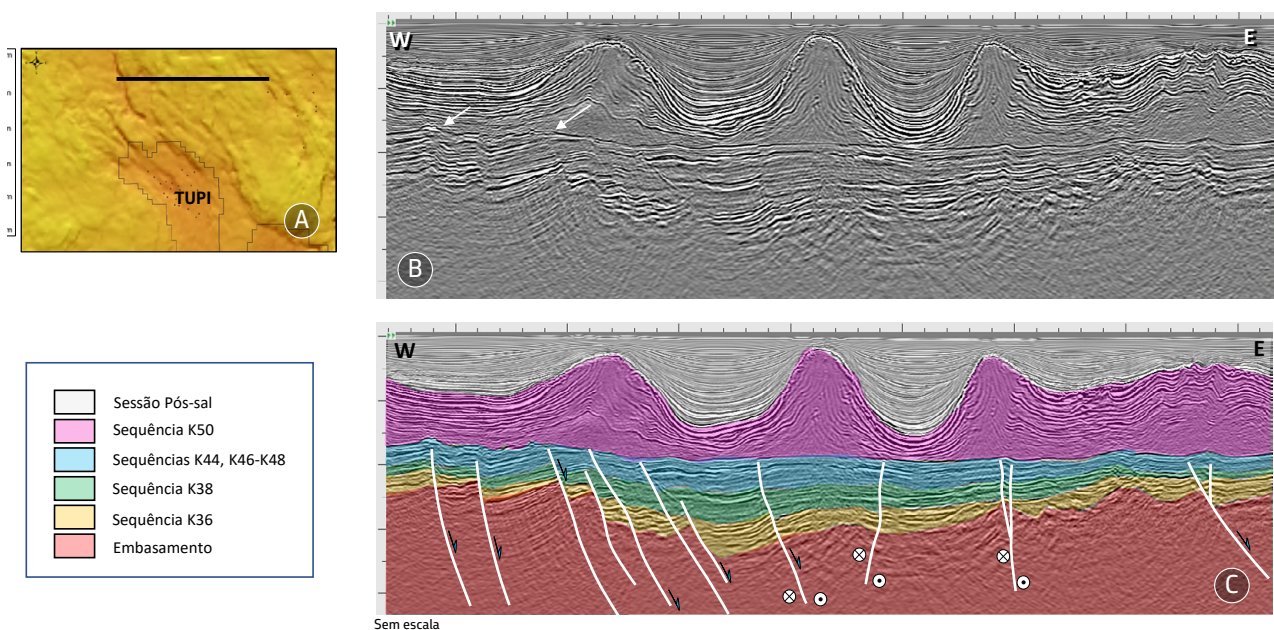 m
n
n
m
m
TUPI
A
W
E
B
Sessão Pós-sal
Sequência K50
Sequências K44, K46-K48
Sequência K38
Sequência K36
Embasamento
W
E
C
Sem escala